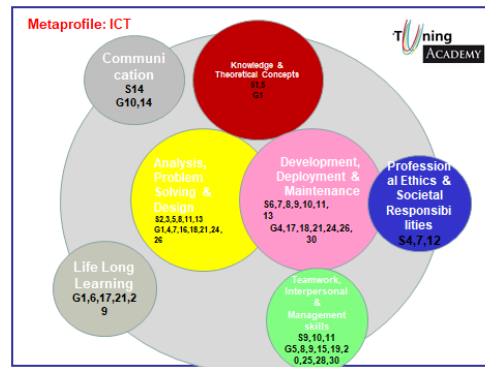 Metaprofile: ICT
Tuning
ACADEMY
Communi
cation
S14
G10,14
Knowledge &
Theoretical Concepts
S1,5
G1
Analysis,
Problem
Solving &
Design
S2,3,5,8,11,13
G1,4,7,16,18,21,24,
26
Development,
Deployment &
Maintenance
S6,7,8,9,10,11,
13
G4,17,18,21,24,26,
30
Profession
al Ethics &
Societal
Responsibi
lities
S4,7,12
Life Long
Learning
G1,6,17,21,2
9
Teamwork,
Interpersonal
&
Management
skills
S9,10,11
G5,8,9,15,19,2
0,25,28,30